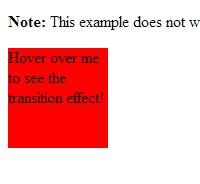 Note: This example does not w
Hover over me
to see the
transition effect!